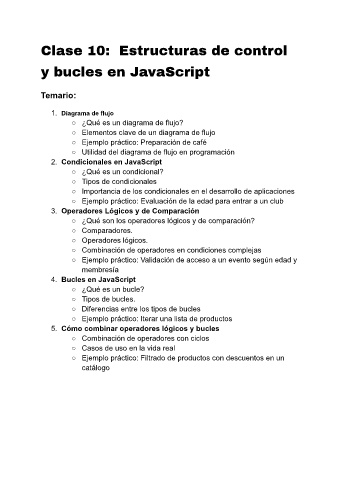 Clase 10: Estructuras de control
y bucles en JavaScript
Temario:
1. Diagrama de flujo
○ ¿Qué es un diagrama de flujo?
○ Elementos clave de un diagrama de flujo
○ Ejemplo práctico: Preparación de café
○ Utilidad del diagrama de flujo en programación
2. Condicionales en JavaScript
○ ¿Qué es un condicional?
○ Tipos de condicionales
○ Importancia de los condicionales en el desarrollo de aplicaciones
○ Ejemplo práctico: Evaluación de la edad para entrar a un club
3. Operadores Lógicos y de Comparación
○ ¿Qué son los operadores lógicos y de comparación?
○ Comparadores.
○ Operadores lógicos.
○ Combinación de operadores en condiciones complejas
○ Ejemplo práctico: Validación de acceso a un evento según edad y
membresía
4. Bucles en JavaScript
○ ¿Qué es un bucle?
○ Tipos de bucles.
○ Diferencias entre los tipos de bucles
○ Ejemplo práctico: Iterar una lista de productos
5. Cómo combinar operadores lógicos y bucles
○ Combinación de operadores con ciclos
○ Casos de uso en la vida real
○ Ejemplo práctico: Filtrado de productos con descuentos en un
catálogo